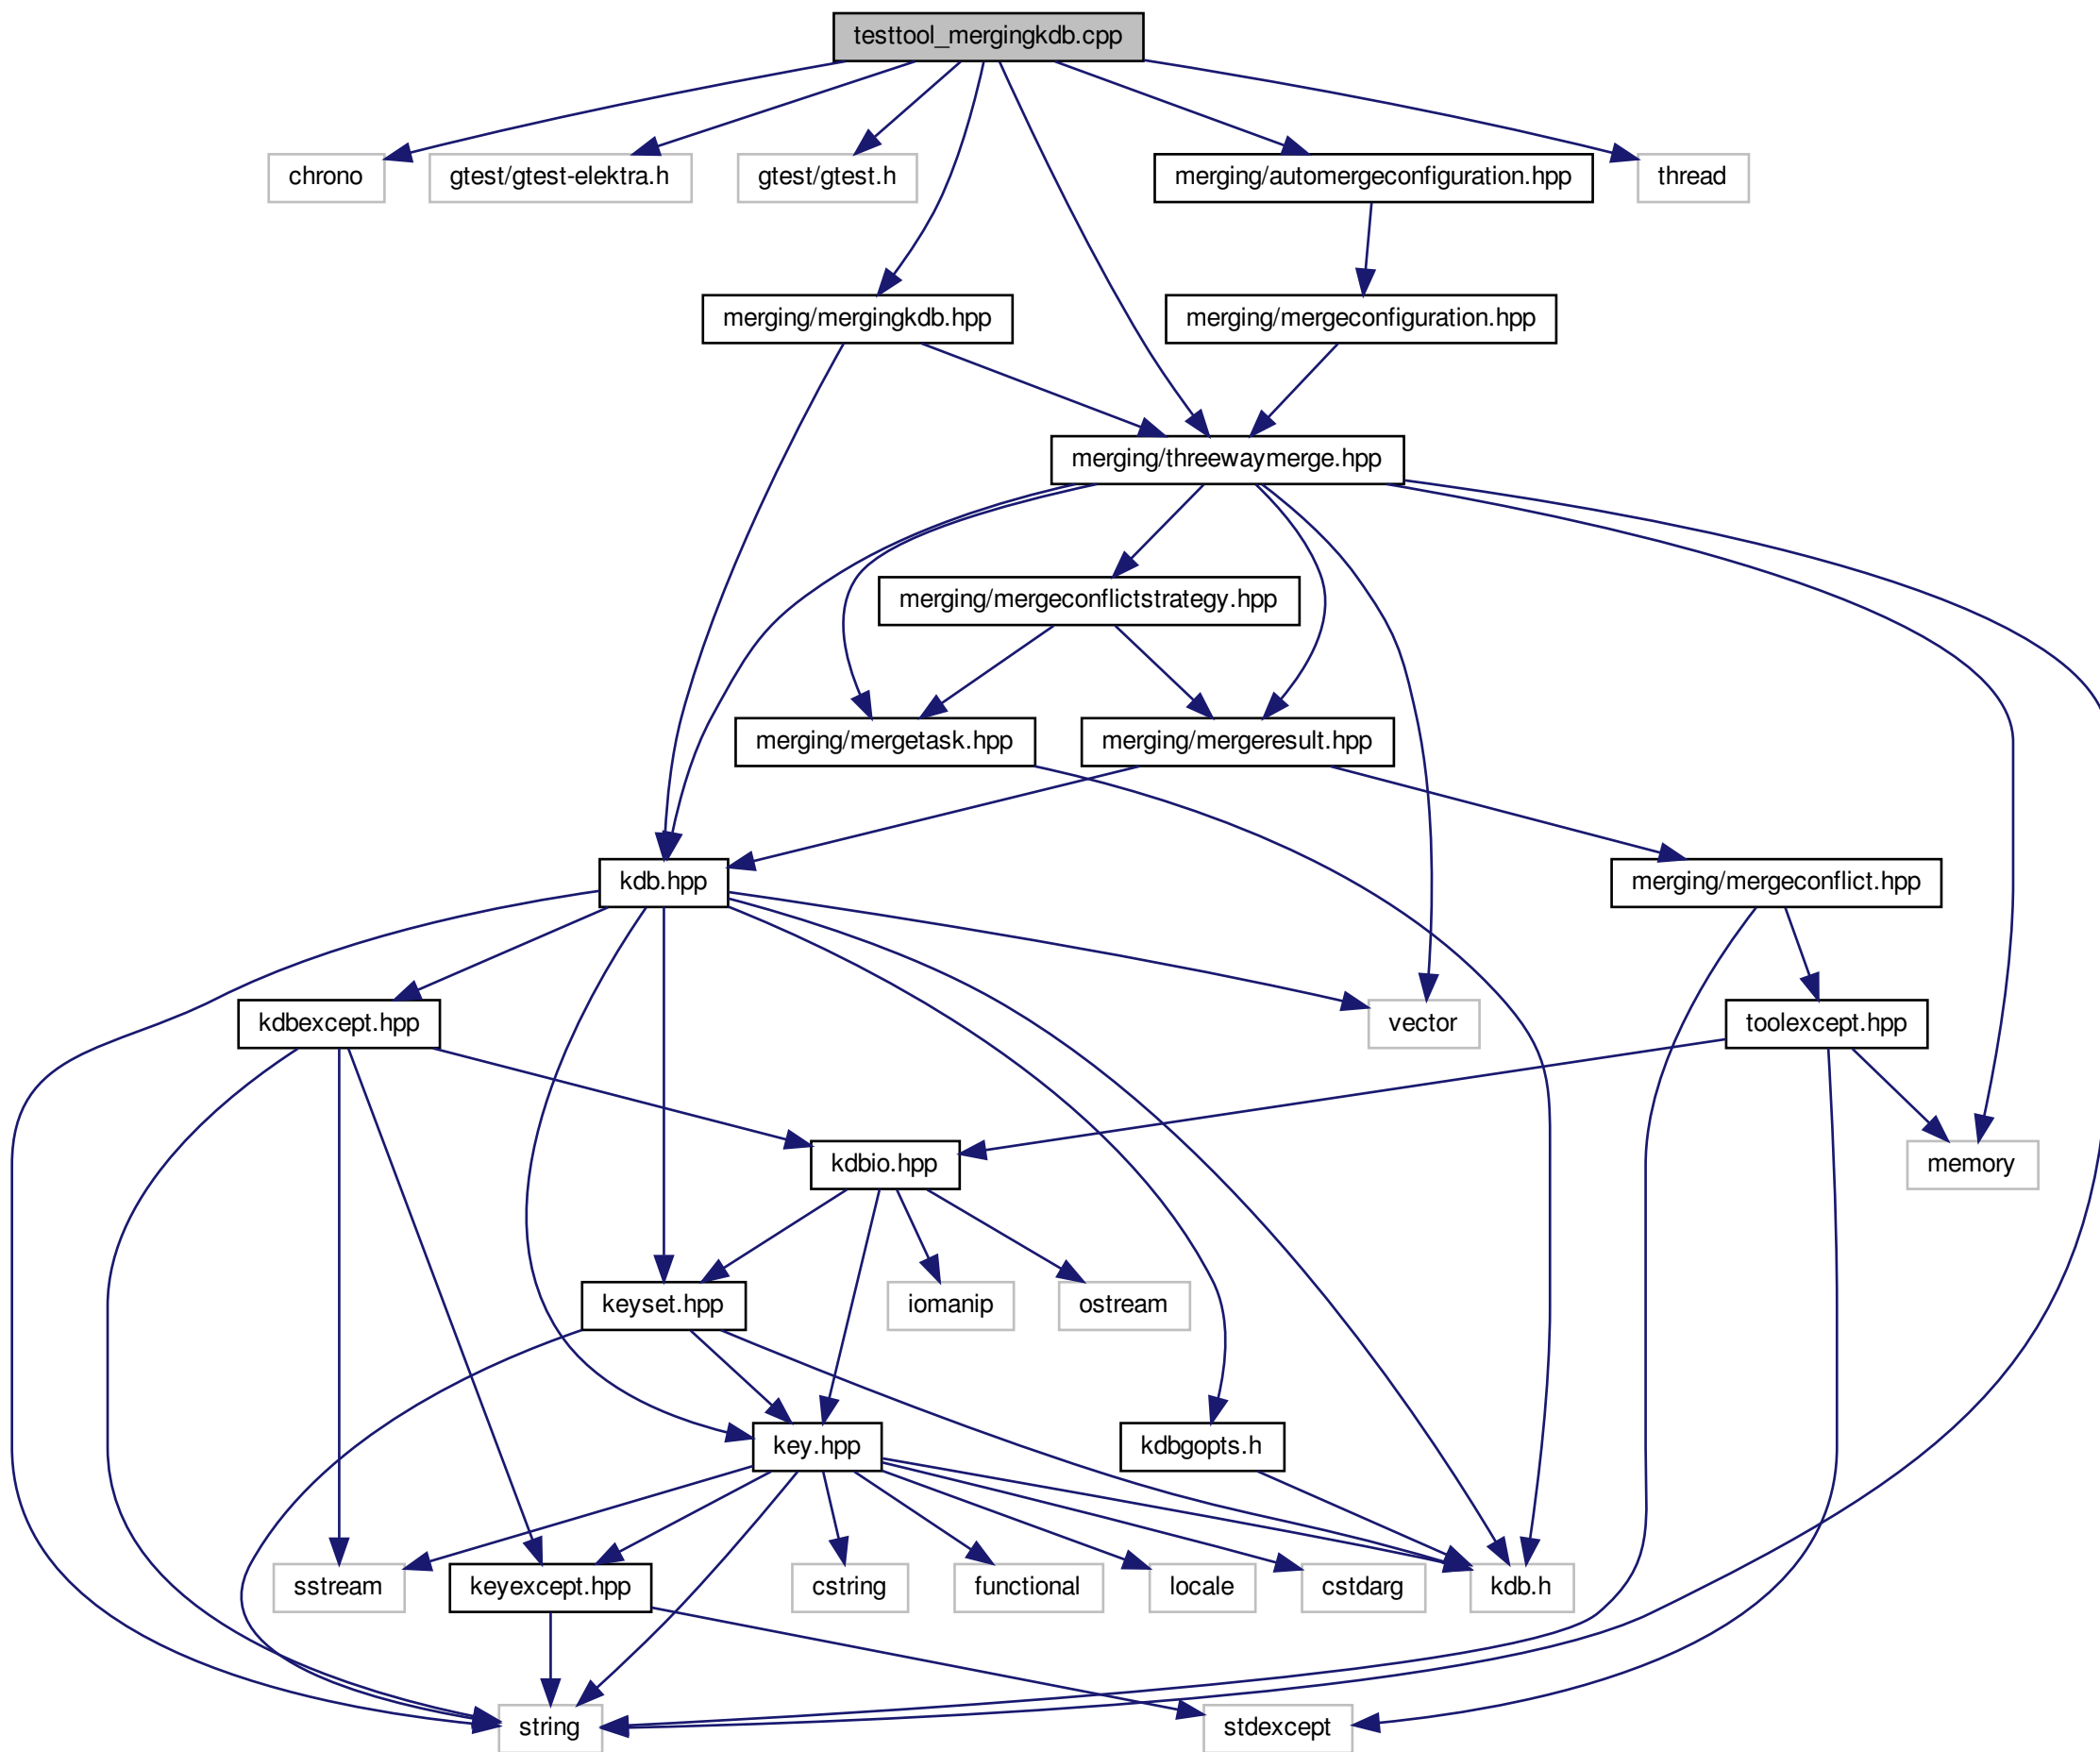 testtool_mergingkdb.cpp
chrono
gtest/gtest-elektra.h
gtest/gtest.h
merging/automergeconfiguration.hpp
thread
merging/mergingkdb.hpp
merging/mergeconfiguration.hpp
merging/threewaymerge.hpp
merging/mergeconflictstrategy.hpp
merging/mergetask.hpp
merging/mergeresult.hpp
kdb.hpp
merging/mergeconflict.hpp
kdbexcept.hpp
vector
toolexcept.hpp
kdbio.hpp
memory
keyset.hpp
iomanip
ostream
key.hpp
kdbgopts.h
sstream
keyexcept.hpp
cstring
functional
locale
cstdarg
kdb.h
string
stdexcept